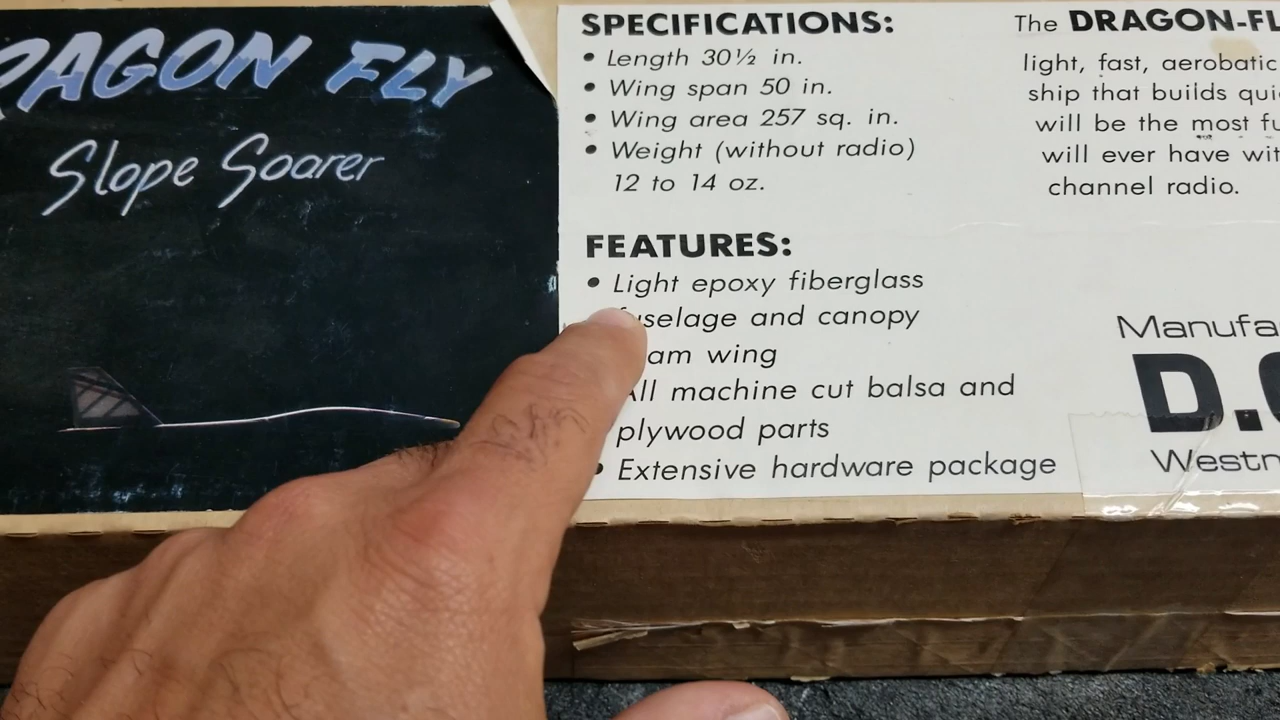 RAGON FLY
Slope Soarer
SPECIFICATIONS:
• Length 30½ in.
• Wing span 50 in.
• Wing area 257 sq. in.
• Weight (without radio)
12 to 14 oz.
FEATURES:
• Light epoxy fiberglass
fuselage and canopy
am wing
All machine cut balsa and
plywood parts
• Extensive hardware package
The DRAGON-FL
light, fast, aerobatic
ship that builds qui
will be the most fu
will ever have wit
channel radio.
Manufa
D.
Westm